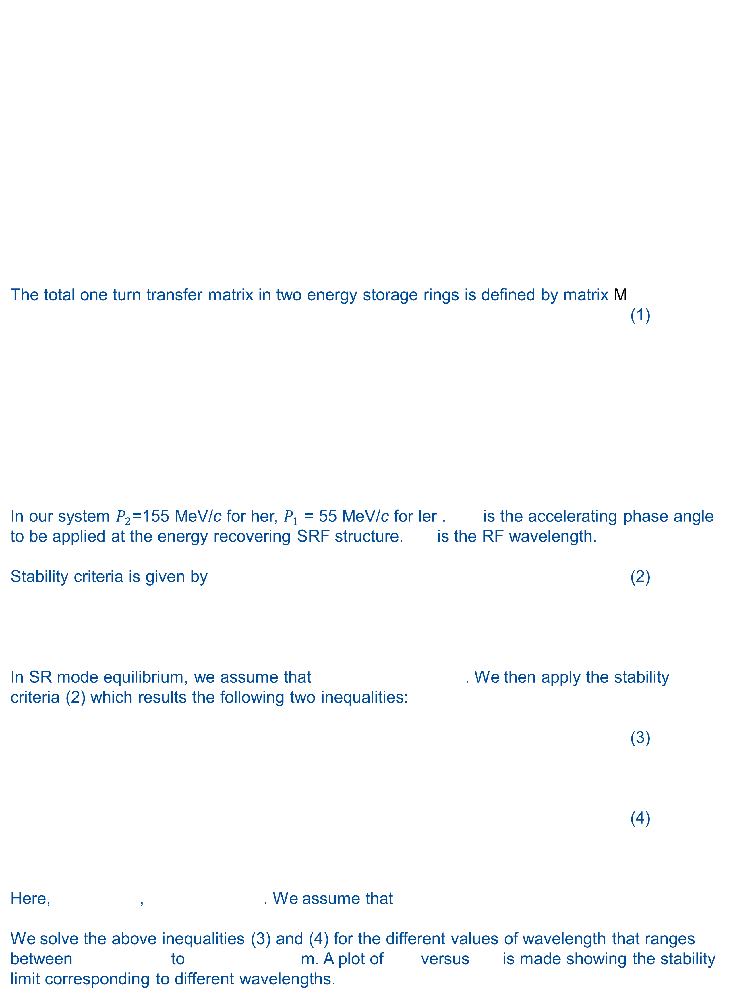 The total one turn transfer matrix in two energy storage rings is defined by matrix M
(1)
In our system P₂=155 MeV/c for her, P₁ = 55 MeV/c for ler . is the accelerating phase angle
to be applied at the energy recovering SRF structure. is the RF wavelength.
Stability criteria is given by (2)
In SR mode equilibrium, we assume that . We then apply the stability
criteria (2) which results the following two inequalities:
(3)
(4)
Here, , . We assume that
We solve the above inequalities (3) and (4) for the different values of wavelength that ranges
between to m. A plot of versus is made showing the stability
limit corresponding to different wavelengths.